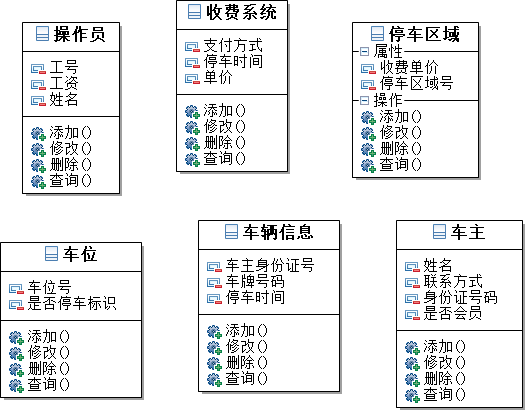 操作员
工号
工资
姓名
添加()
修改()
删除()
查询()
收费系统
支付方式
停车时间
单价
添加()
修改()
删除()
查询()
停车区域
属性
收费单价
停车区域号
操作
添加()
修改()
删除()
查询()
车位
车位号
是否停车标识
添加()
修改()
删除()
查询()
车辆信息
车主身份证号
车牌号码
停车时间
添加()
修改()
删除()
查询()
车主
姓名
联系方式
身份证号码
是否会员
添加()
修改()
删除()
查询()